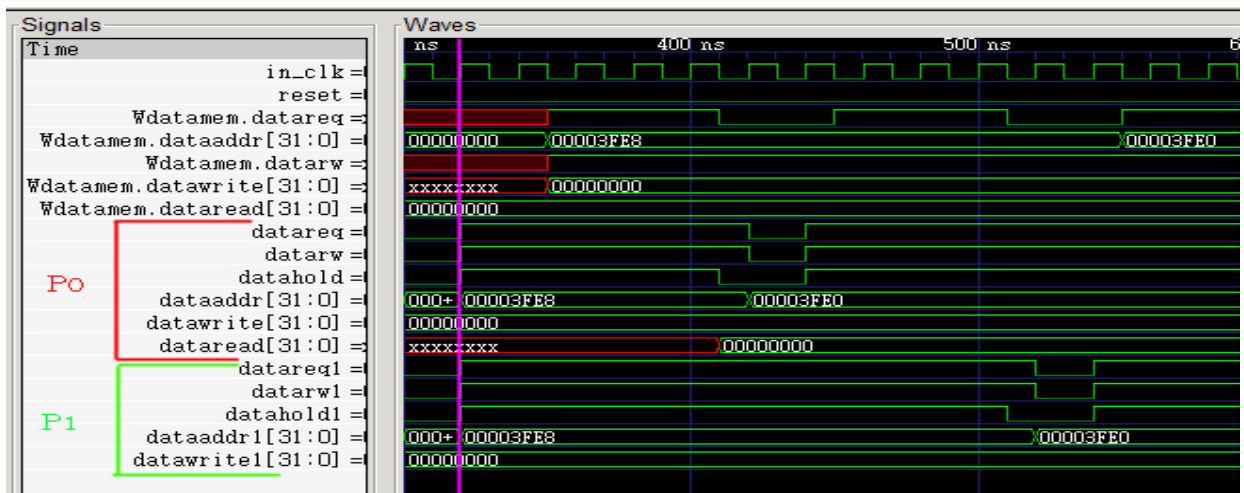 Signals
Waves
Time
ns 400 ns 500 ns 6
in_clk =
reset =
Wdatamem.datareq =
Wdatamem.dataaddr[31:0] = 00000000 00003FE8 00003FE0
Wdatamem.datarw =
Wdatamem.datawrite[31:0] = xxxxxxxx 00000000
Wdatamem.dataread[31:0] = 00000000
datareq =
datarw =
datahold =
P0
dataaddr[31:0] = 000+ 00003FE8 00003FE0
datawrite[31:0] = 00000000
dataread[31:0] = xxxxxxxx 00000000
datareq1 =
datarw1 =
datahold1 =
P1
dataaddr1[31:0] = 000+ 00003FE8 00003FE0
datawrite1[31:0] = 00000000